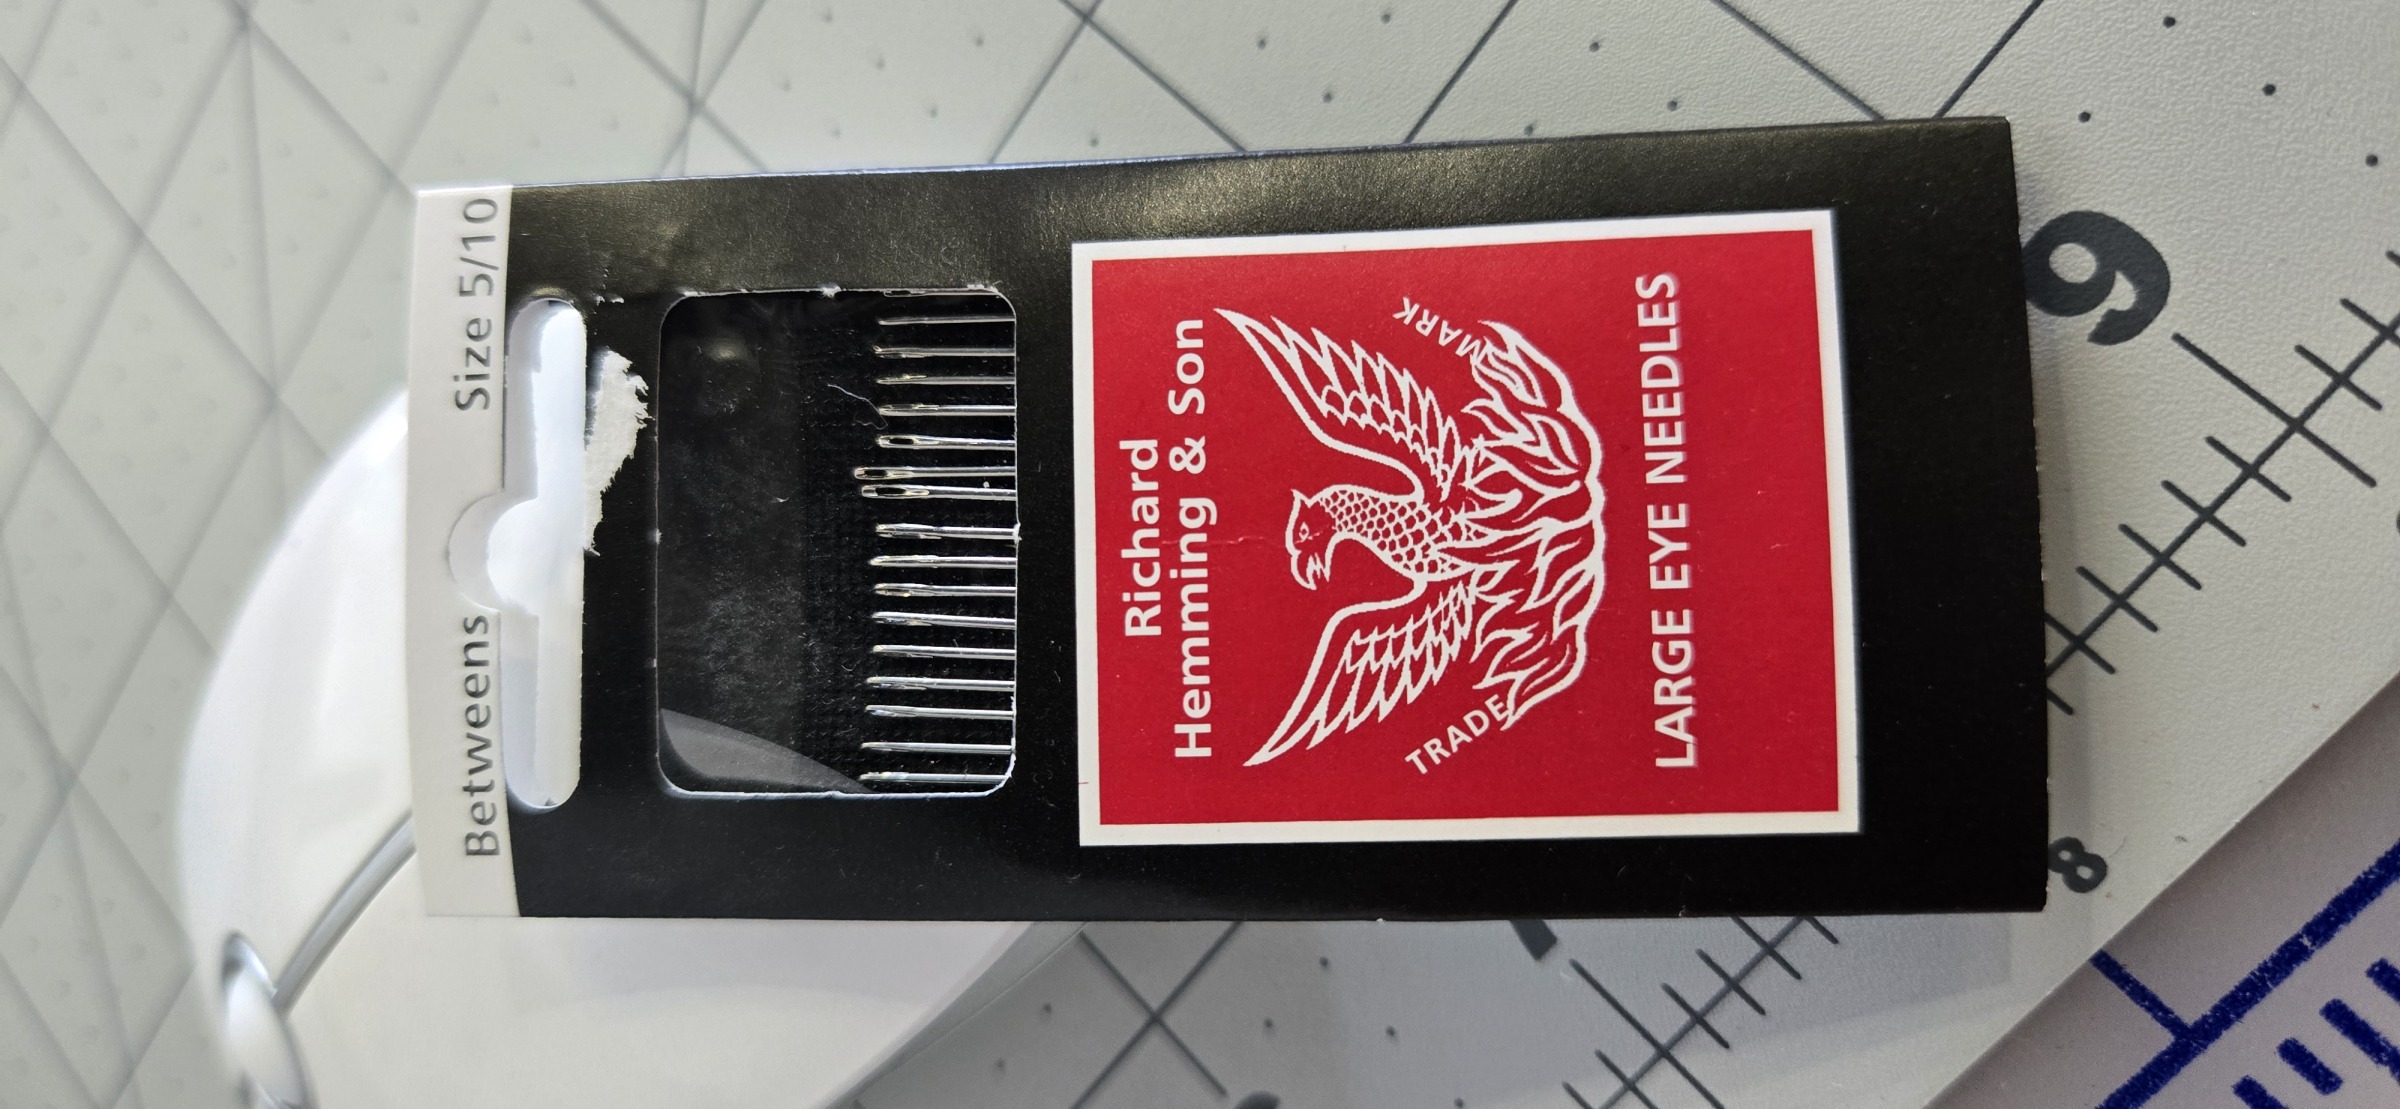 Betweens Size 5/10
Richard
Hemming & Son
TRADE MARK
LARGE EYE NEEDLES
9
8